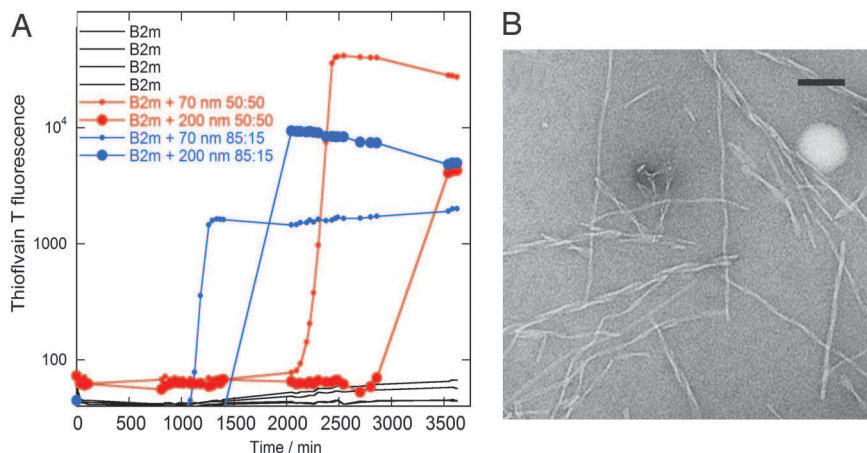 A
B
B2m
B2m
B2m
B2m
B2m + 70 nm 50:50
B2m + 200 nm 50:50
B2m + 70 nm 85:15
B2m + 200 nm 85:15
10⁴
1000
100
Thioflvain T fluorescence
0 500 1000 1500 2000 2500 3000 3500
Time / min